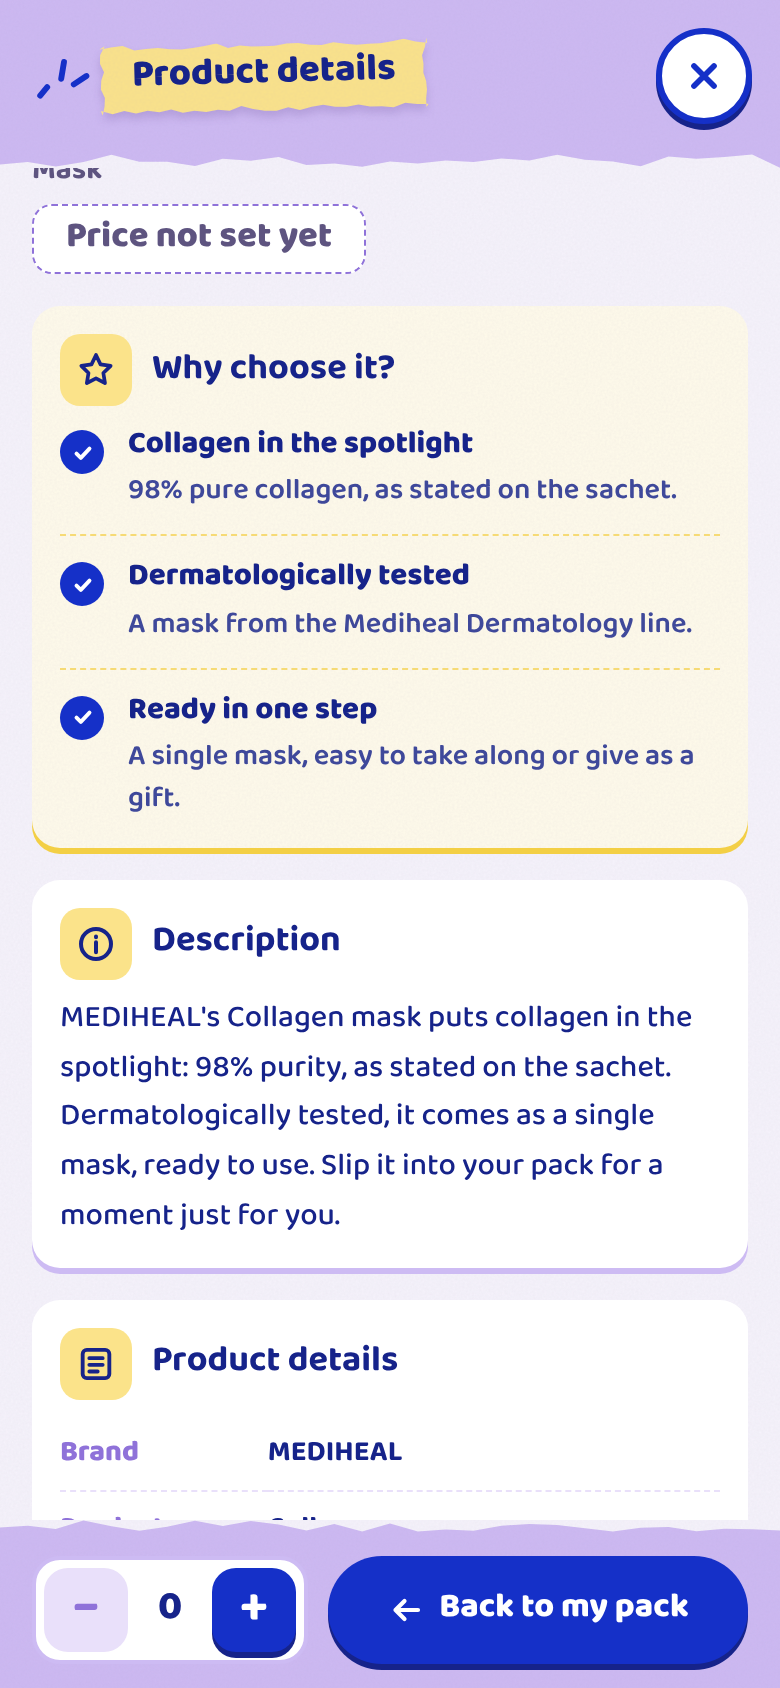 Product details
Mask
Price not set yet
Why choose it?
Collagen in the spotlight
98% pure collagen, as stated on the sachet.
Dermatologically tested
A mask from the Mediheal Dermatology line.
Ready in one step
A single mask, easy to take along or give as a
gift.
Description
MEDIHEAL's Collagen mask puts collagen in the
spotlight: 98% purity, as stated on the sachet.
Dermatologically tested, it comes as a single
mask, ready to use. Slip it into your pack for a
moment just for you.
Product details
Brand MEDIHEAL
0
Back to my pack